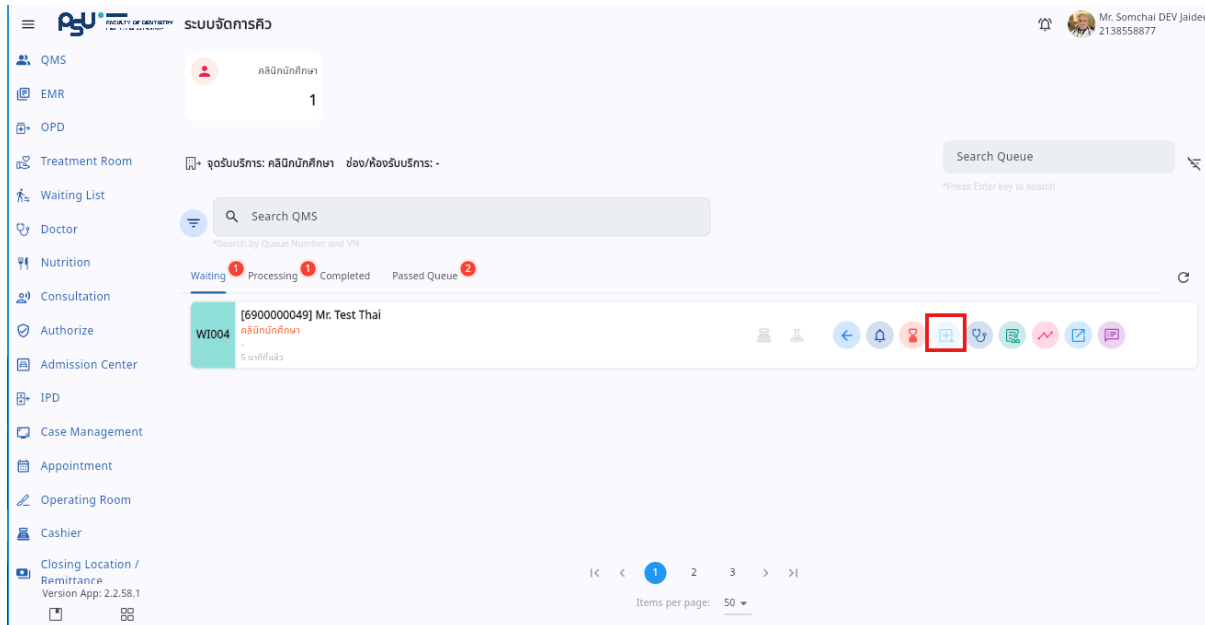 PSU FACULTY OF DENTISTRY ระบบจัดการคิว
Mr. Somchai DEV Jaidee
2138558877
QMS
EMR
OPD
Treatment Room
Waiting List
Doctor
Nutrition
Consultation
Authorize
Admission Center
IPD
Case Management
Appointment
Operating Room
Cashier
Closing Location /
Remittance
Version App: 2.2.58.1
คลินิกนักศึกษา
1
จุดรับบริการ: คลินิกนักศึกษา ช่อง/ห้องรับบริการ: -
Search Queue
*Press Enter key to search
Search QMS
*Search by Queue Number and VN
Waiting 1 Processing 1 Completed Passed Queue 2
WI004
[6900000049] Mr. Test Thai
คลินิกนักศึกษา
-
5 นาทีที่แล้ว
1 2 3
Items per page: 50